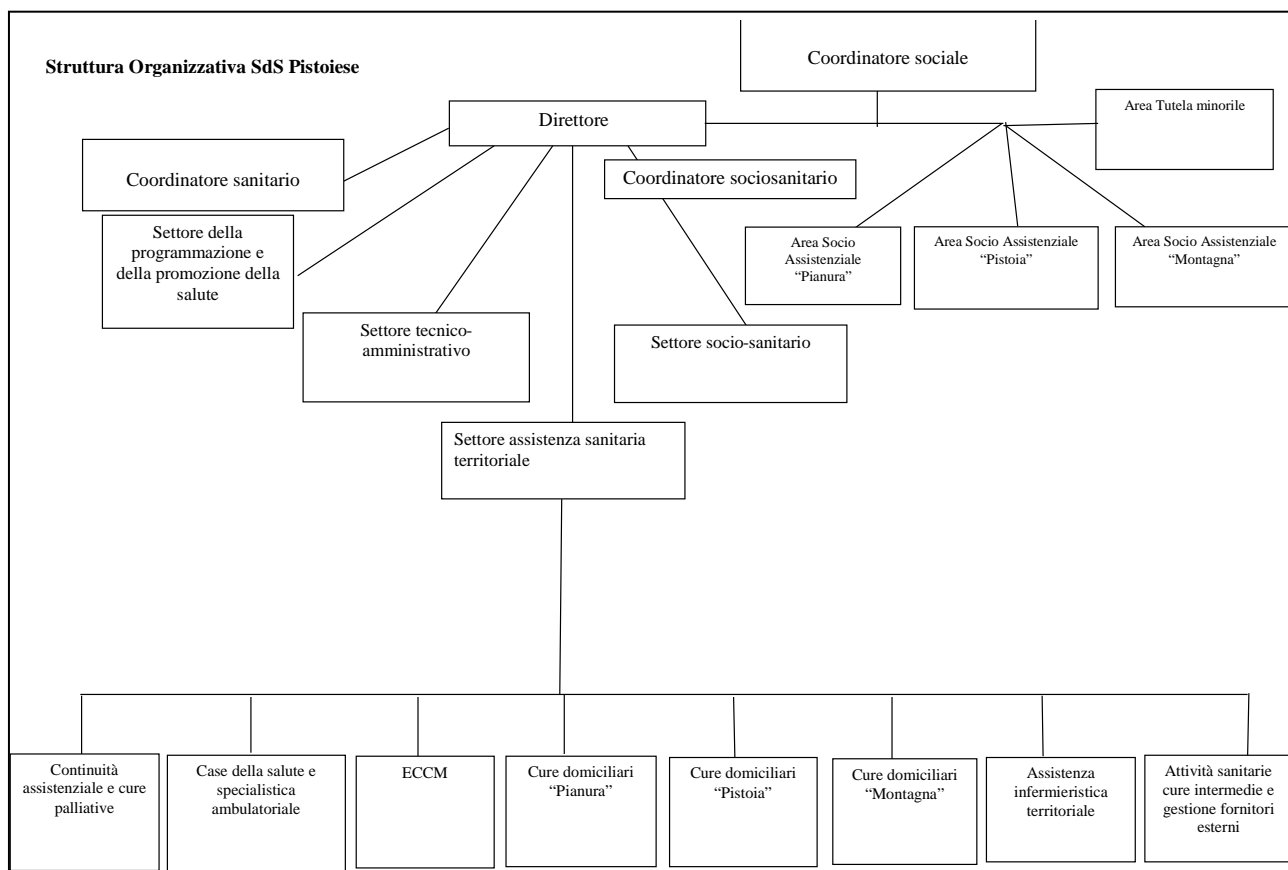 Coordinatore sociale
Struttura Organizzativa SdS Pistoiese
Area Tutela minorile
Direttore
Coordinatore sanitario
Coordinatore sociosanitario
Settore della
programmazione e
della promozione della
salute
Area Socio
Assistenziale
“Pianura”
Area Socio Assistenziale
“Pistoia”
Area Socio Assistenziale
“Montagna”
Settore tecnico-
amministrativo
Settore socio-sanitario
Settore assistenza sanitaria
territoriale
Continuità
assistenziale e cure
palliative
Case della salute e
specialistica
ambulatoriale
ECCM
Cure domiciliari
“Pianura”
Cure domiciliari
“Pistoia”
Cure domiciliari
“Montagna”
Assistenza
infermieristica
territoriale
Attività sanitarie
cure intermedie e
gestione fornitori
esterni